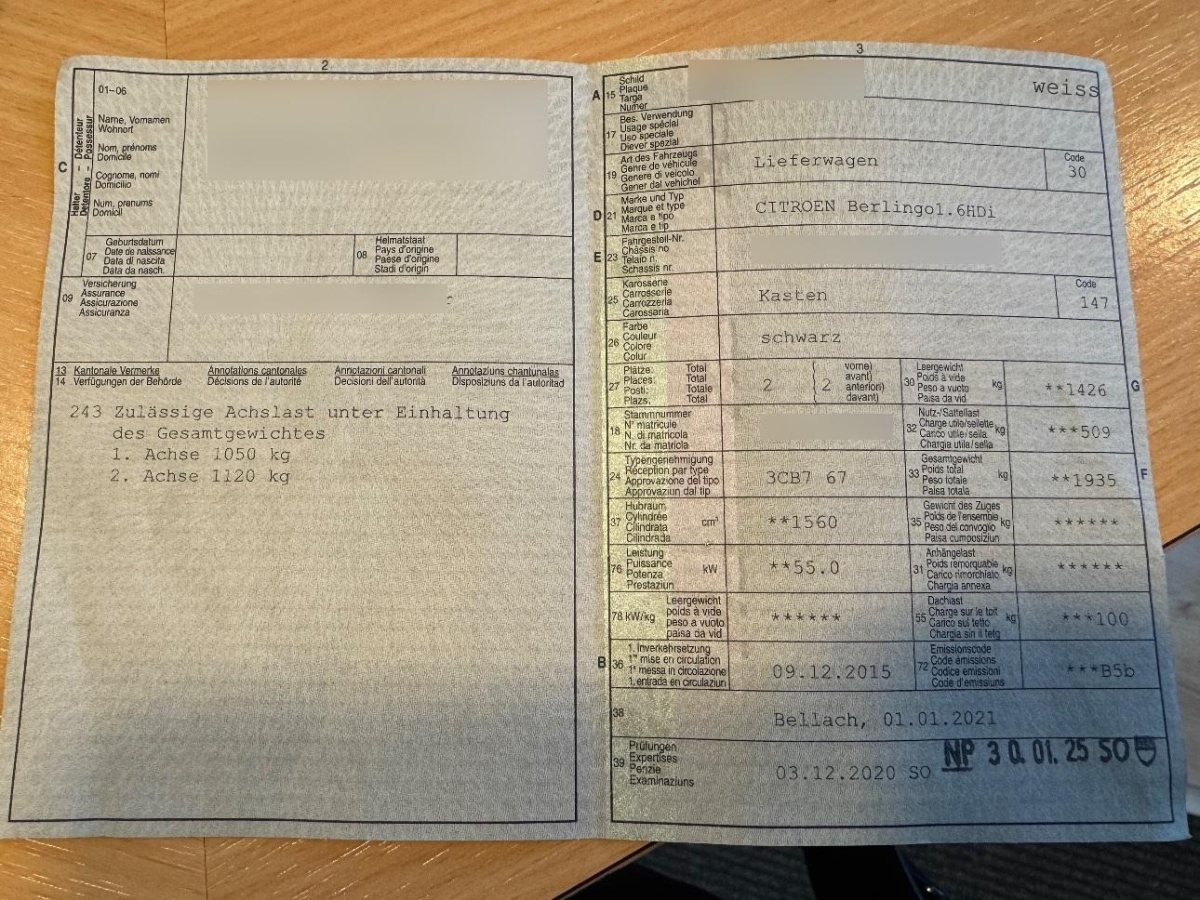 2
01-06
Name, Vornamen
Wohnort
Nom, prénoms
Domicile
Cognome, nomi
Domicilio
Num, prenums
Domicil
C
Halter - Détenteur
Detentore - Possessur
07
Geburtsdatum
Date de naissance
Data di nascita
Data da nasch.
08
Heimatstaat
Pays d'origine
Paese d'origine
Stadi d'origin
09
Versicherung
Assurance
Assicurazione
Assicuranza
13 Kantonale Vermerke Annotations cantonales Annotazioni cantonali Annotaziuns chantunalas
14 Verfügungen der Behörde Décisions de l'autorité Decisioni dell'autorità Disposiziuns da l'autoritad
243 Zulässige Achslast unter Einhaltung
des Gesamtgewichtes
1. Achse 1050 kg
2. Achse 1120 kg
3
A 15
Schild
Plaque
Targa
Numer
weiss
17
Bes. Verwendung
Usage spécial
Uso speciale
Diever spezial
19
Art des Fahrzeugs
Genre de véhicule
Genere di veicolo
Gener dal vehichel
Lieferwagen
Code
30
D 21
Marke und Typ
Marque et type
Marca e tipo
Marca e tip
CITROEN Berlingo1.6HDi
E 23
Fahrgestell-Nr.
Châssis no
Telaio n.
Schassis nr.
25
Karosserie
Carrosserie
Carrozzeria
Carossaria
Kasten
Code
147
26
Farbe
Couleur
Colore
Colur
schwarz
27
Plätze: Total
Places: Total
Posti: Totale
Plazs: Total
2
2
vorne)
avant)
anteriori)
davant)
30
Leergewicht
Poids à vide
Peso a vuoto
Paisa da vid
kg
**1426
G
18
Stammnummer
N° matricule
N. di matricola
Nr. da matricla
32
Nutz-/Sattellast
Charge utile/sellette
Carico utile/sella
Chargia utila/sella
kg
***509
24
Typengenehmigung
Réception par type
Approvazione del tipo
Approvaziun dal tip
3CB7 67
33
Gesamtgewicht
Poids total
Peso totale
Paisa totala
kg
**1935
F
37
Hubraum
Cylindrée
Cilindrata
Cilindrada
cm³
**1560
35
Gewicht des Zuges
Poids de l'ensemble
Peso del convoglio
Paisa cumposiziun
kg
******
76
Leistung
Puissance
Potenza
Prestaziun
kW
**55.0
31
Anhängelast
Poids remorquable
Carico rimorchiato
Chargia annexa
kg
******
78 kW/kg
Leergewicht
poids à vide
peso a vuoto
paisa da vid
******
55
Dachlast
Charge sur le toit
Carico sul tetto
Chargia sin il tetg
kg
***100
B 36
1. Inverkehrsetzung
1re mise en circulation
1a messa in circolazione
1. entrada en circulaziun
09.12.2015
72
Emissionscode
Code émissions
Codice emissioni
Code d'emissiuns
***B5b
38
Bellach, 01.01.2021
39
Prüfungen
Expertises
Perizie
Examinaziuns
03.12.2020 SO
NP 30.01.25 SO